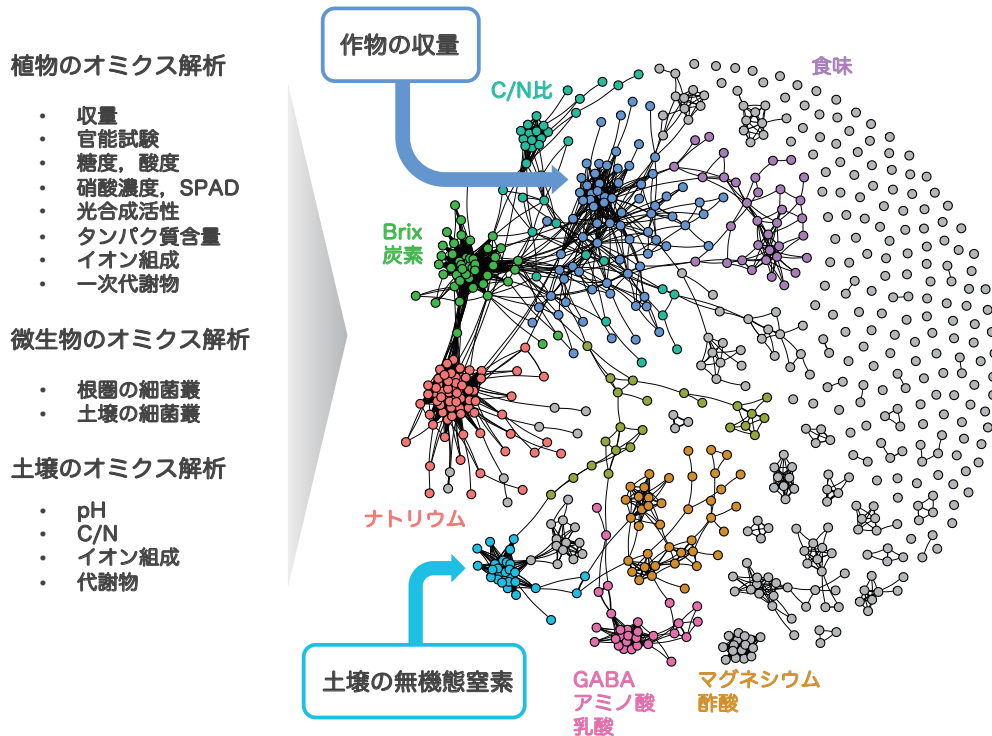 植物のオミクス解析
• 収量
• 官能試験
• 糖度，酸度
• 硝酸濃度，SPAD
• 光合成活性
• タンパク質含量
• イオン組成
• 一次代謝物
微生物のオミクス解析
• 根圏の細菌叢
• 土壌の細菌叢
土壌のオミクス解析
• pH
• C/N
• イオン組成
• 代謝物
作物の収量
C/N比
食味
Brix
炭素
ナトリウム
土壌の無機態窒素
GABA
アミノ酸
乳酸
マグネシウム
酢酸